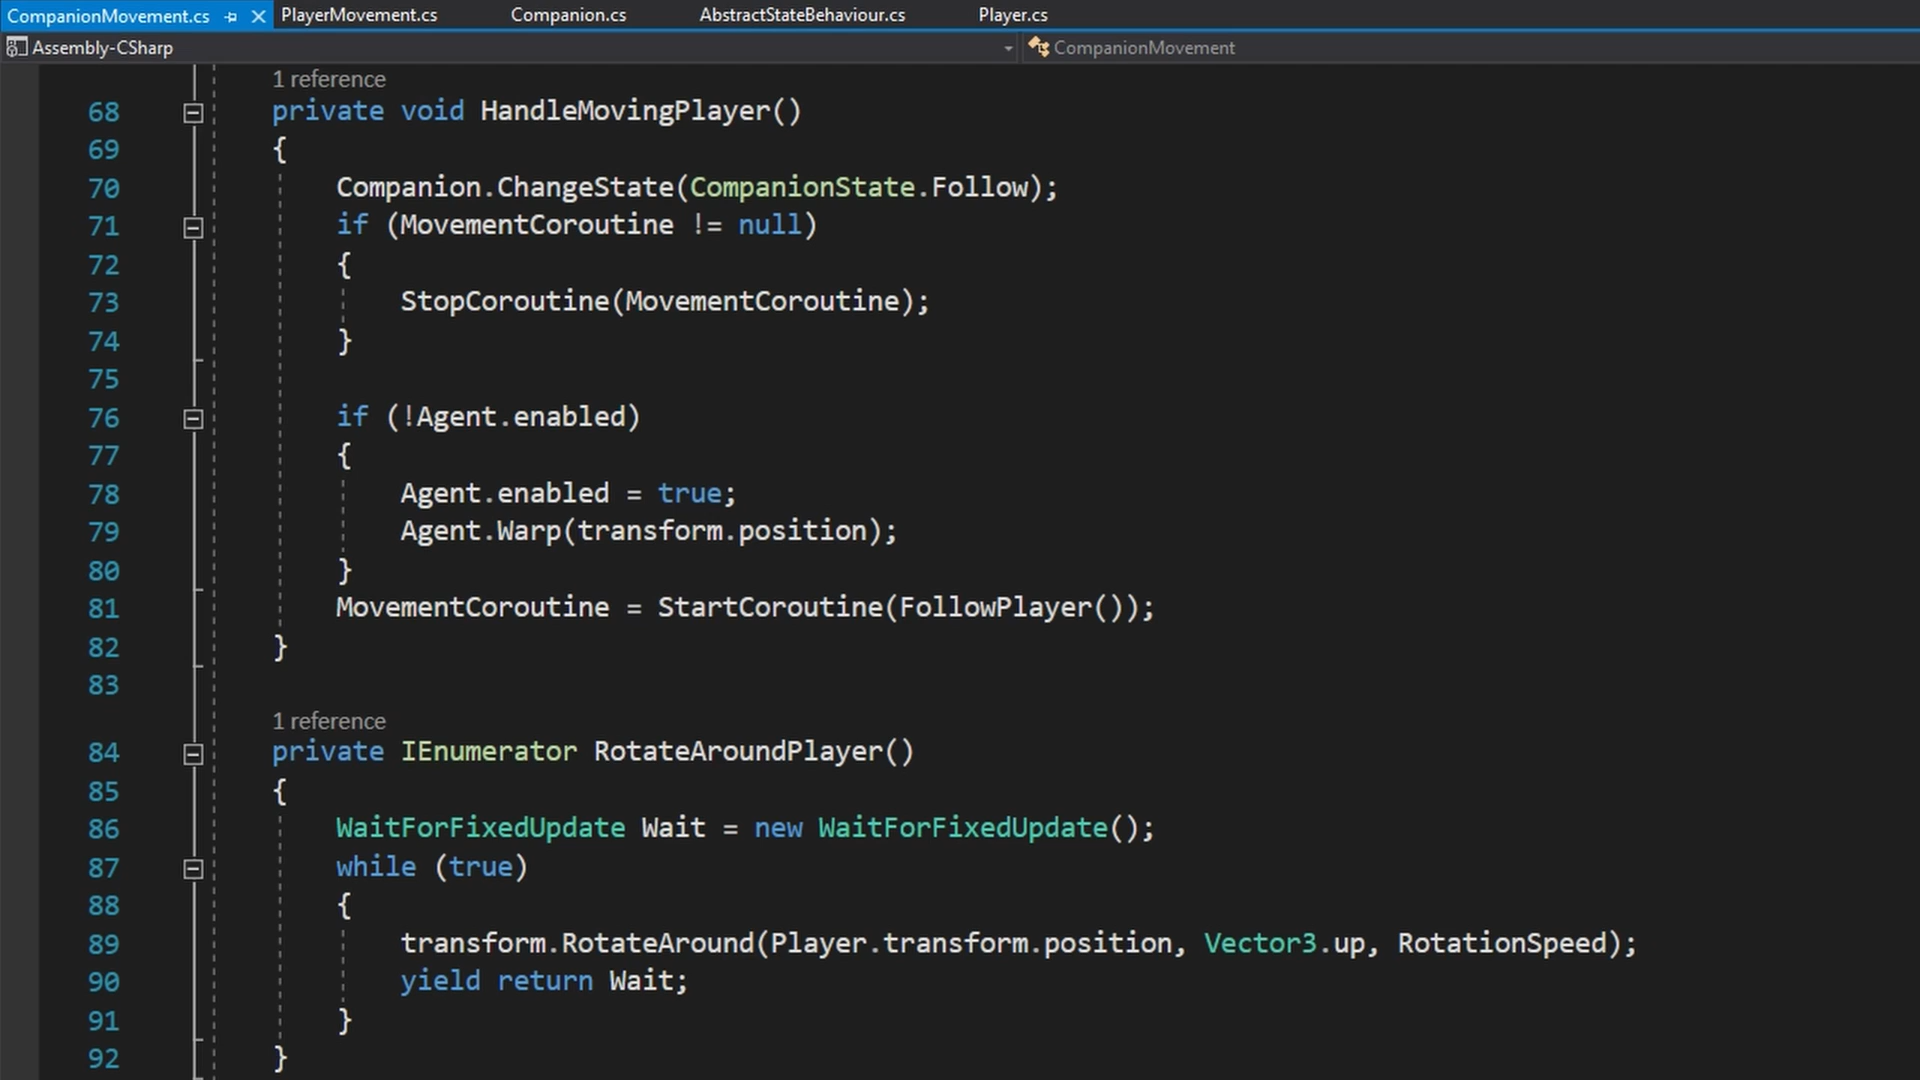 CompanionMovement.cs PlayerMovement.cs Companion.cs AbstractStateBehaviour.cs Player.cs
Assembly-CSharp CompanionMovement
1 reference
68 private void HandleMovingPlayer()
69 {
70 Companion.ChangeState(CompanionState.Follow);
71 if (MovementCoroutine != null)
72 {
73 StopCoroutine(MovementCoroutine);
74 }
75
76 if (!Agent.enabled)
77 {
78 Agent.enabled = true;
79 Agent.Warp(transform.position);
80 }
81 MovementCoroutine = StartCoroutine(FollowPlayer());
82 }
83
1 reference
84 private IEnumerator RotateAroundPlayer()
85 {
86 WaitForFixedUpdate Wait = new WaitForFixedUpdate();
87 while (true)
88 {
89 transform.RotateAround(Player.transform.position, Vector3.up, RotationSpeed);
90 yield return Wait;
91 }
92 }